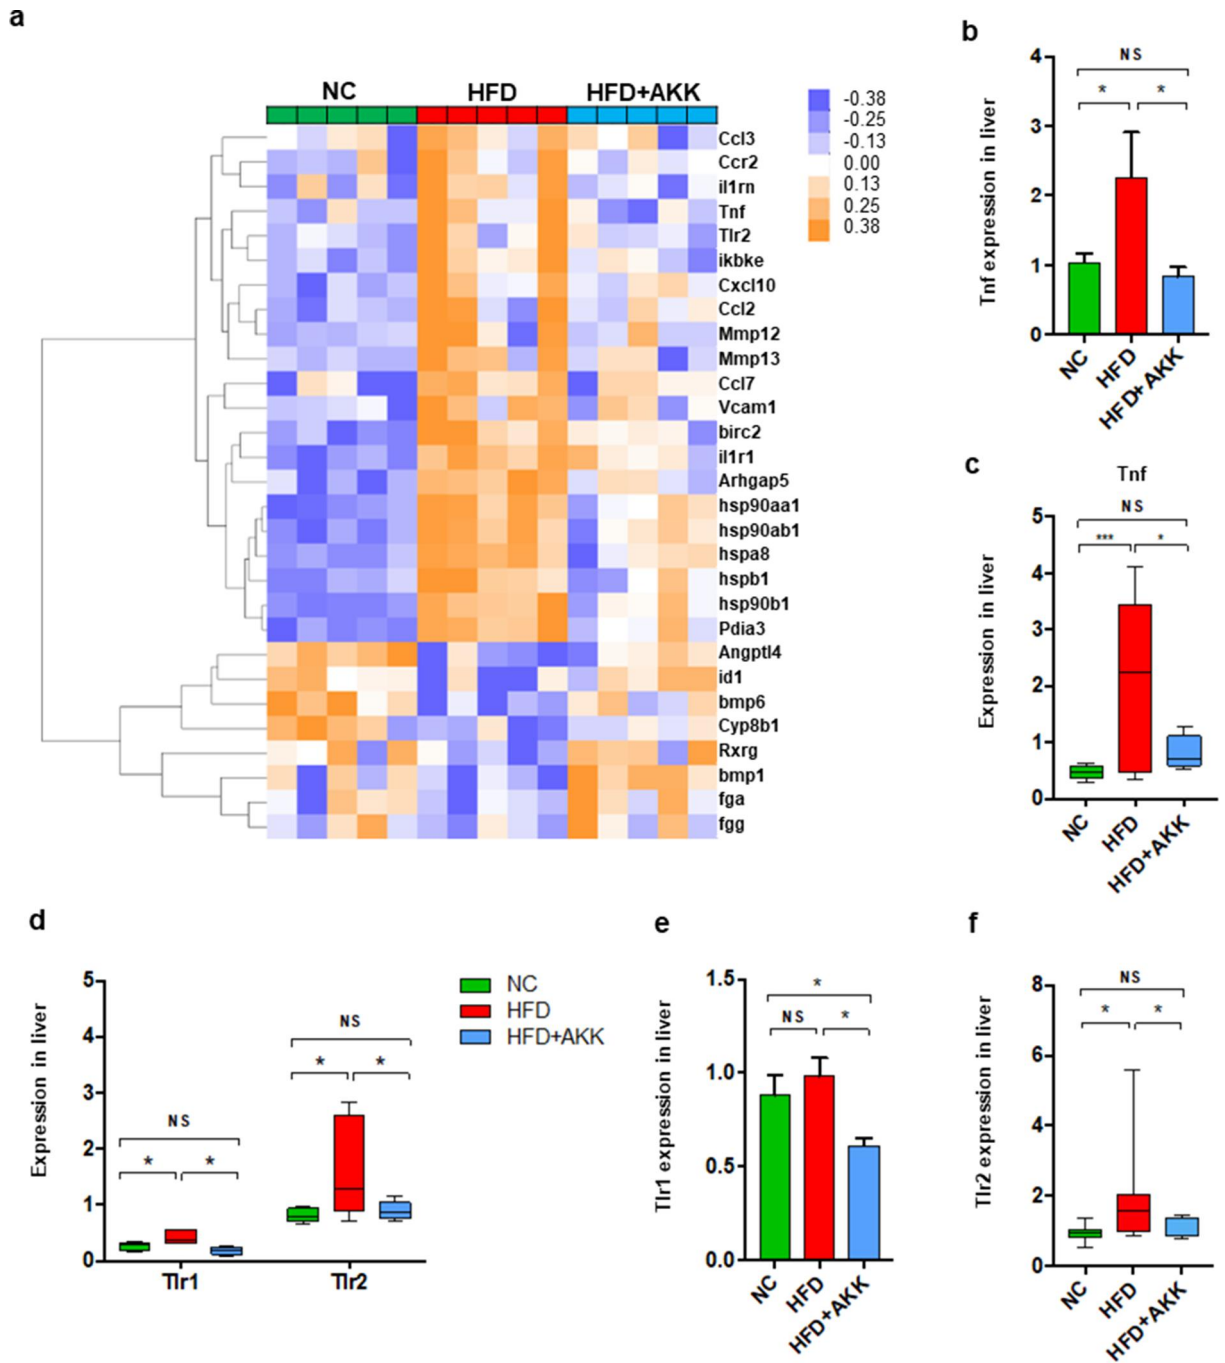 a
NC HFD HFD+AKK
-0.38
-0.25
-0.13
0.00
0.13
0.25
0.38
Ccl3
Ccr2
il1rn
Tnf
Tlr2
ikbke
Cxcl10
Ccl2
Mmp12
Mmp13
Ccl7
Vcam1
birc2
il1r1
Arhgap5
hsp90aa1
hsp90ab1
hspa8
hspb1
hsp90b1
Pdia3
Angptl4
id1
bmp6
Cyp8b1
Rxrg
bmp1
fga
fgg
b
Tnf expression in liver
4
3
2
1
0
NS
* *
NC HFD HFD+AKK
c
Tnf
Expression in liver
5
4
3
2
1
0
NS
*** *
NC HFD HFD+AKK
d
Expression in liver
5
4
3
2
1
0
NS
* *
NS
* *
Tlr1 Tlr2
NC
HFD
HFD+AKK
e
Tlr1 expression in liver
1.5
1.0
0.5
0.0
*
NS *
NC HFD HFD+AKK
f
Tlr2 expression in liver
8
6
4
2
0
NS
* *
NC HFD HFD+AKK